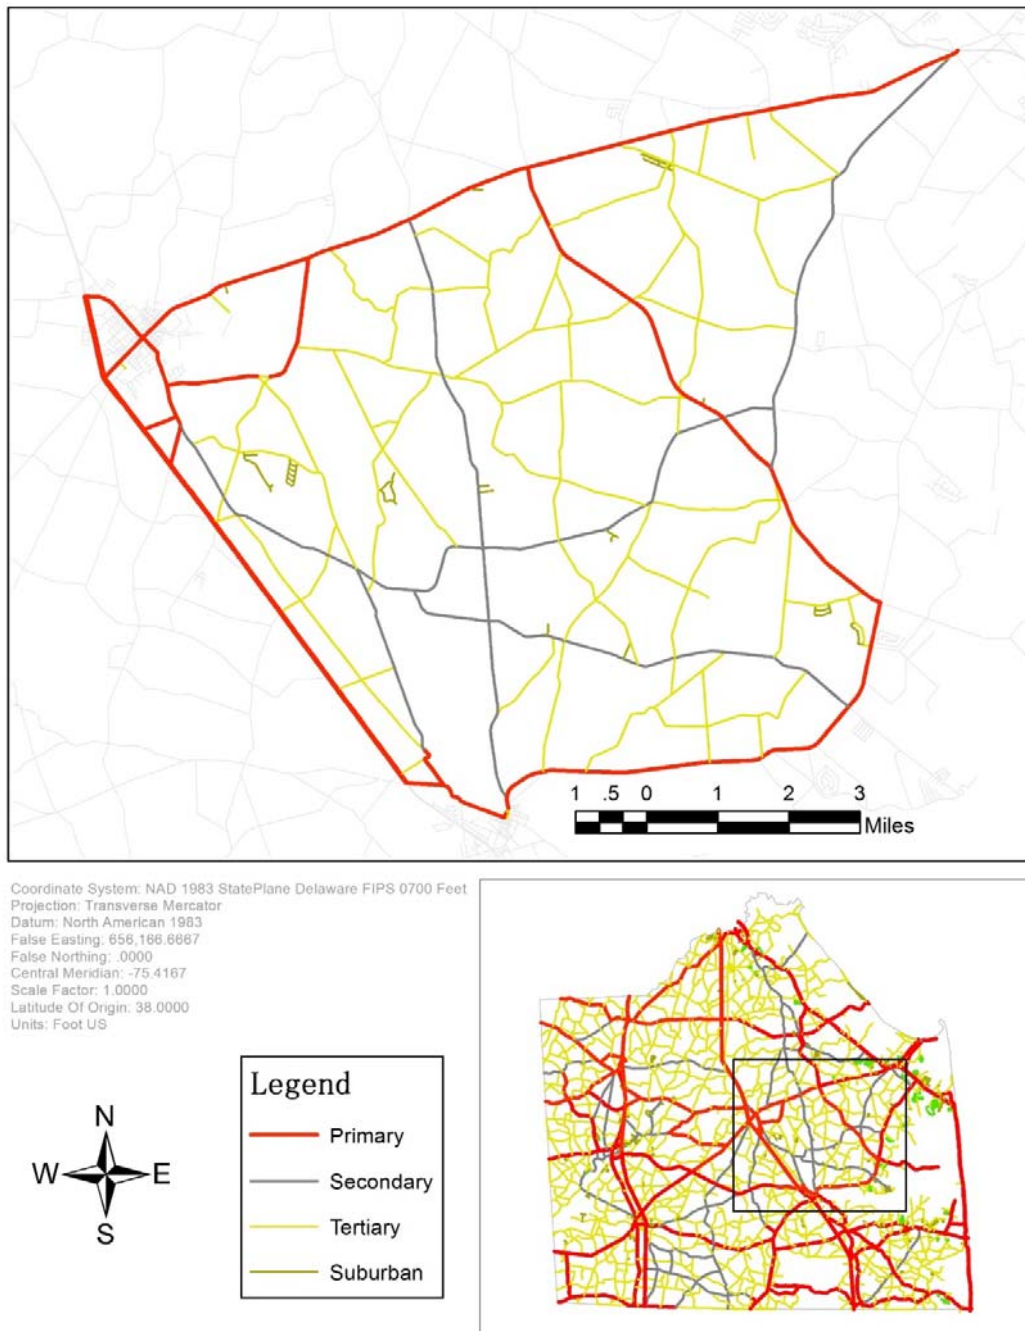 1 .5 0 1 2 3
Miles
Coordinate System: NAD 1983 StatePlane Delaware FIPS 0700 Feet
Projection: Transverse Mercator
Datum: North American 1983
False Easting: 656,166.6667
False Northing: .0000
Central Meridian: -75.4167
Scale Factor: 1.0000
Latitude Of Origin: 38.0000
Units: Foot US
N
W E
S
Legend
Primary
Secondary
Tertiary
Suburban